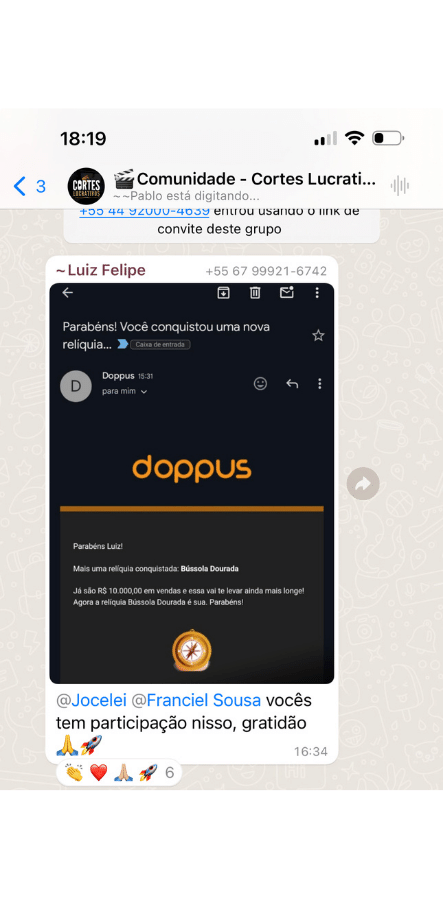 18:19
3
CORTES
LUCRATIVOS
🎬Comunidade - Cortes Lucrati...
~~Pablo está digitando...
+55 44 92000-4639 entrou usando o link de
convite deste grupo
~Luiz Felipe
+55 67 99921-6742
Parabéns! Você conquistou uma nova
reliquia...
Caixa de entrada
D
Doppus 15:31
para mim
doppus
Parabéns Luiz!
Mais uma relíquia conquistada: Bússola Dourada
Já são R$ 10.000,00 em vendas e essa vai te levar ainda mais longe!
Agora a relíquia Bússola Dourada é sua. Parabéns!
@Jocelei @Franciel Sousa vocês
tem participação nisso, gratidão
🙏🚀
16:34
👏 ❤️ 🙏🏼 🚀 6